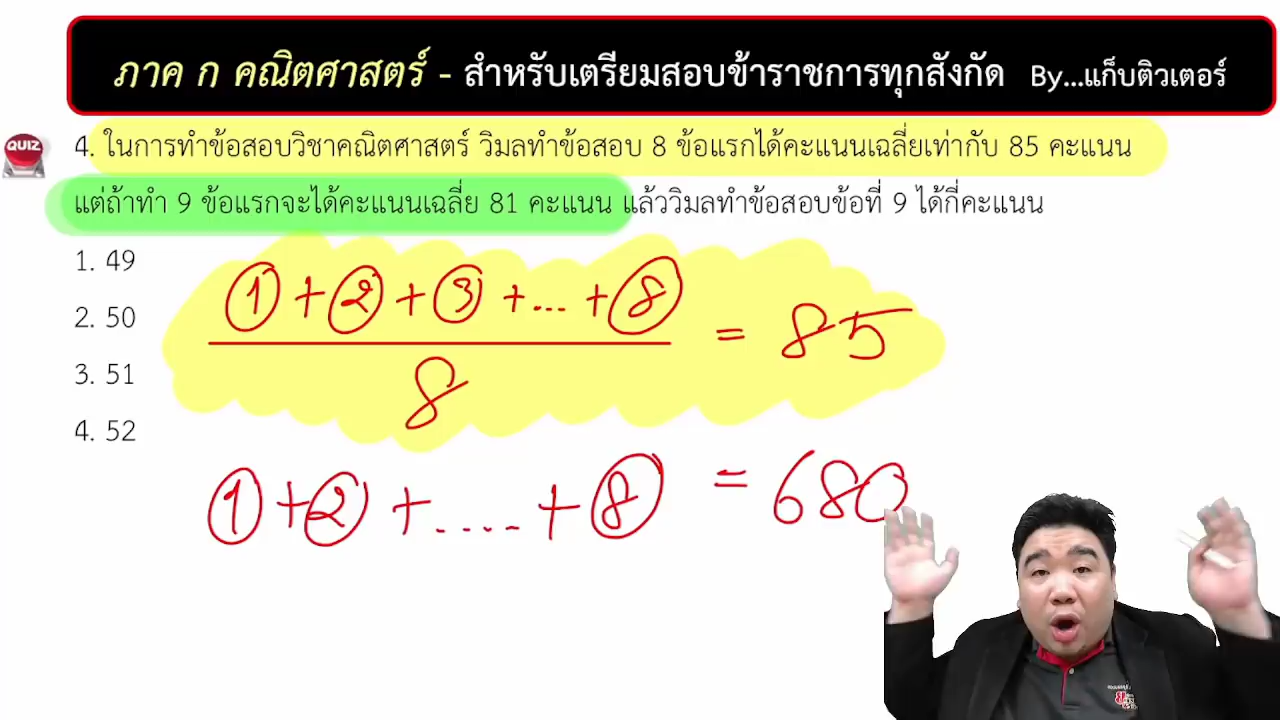 ภาค ก คณิตศาสตร์ - สำหรับเตรียมสอบข้าราชการทุกสังกัด By...แก็บติวเตอร์
QUIZ
4. ในการทำข้อสอบวิชาคณิตศาสตร์ วิมลทำข้อสอบ 8 ข้อแรกได้คะแนนเฉลี่ยเท่ากับ 85 คะแนน
แต่ถ้าทำ 9 ข้อแรกจะได้คะแนนเฉลี่ย 81 คะแนน แล้ววิมลทำข้อสอบข้อที่ 9 ได้กี่คะแนน
1. 49
2. 50
3. 51
4. 52
① + ② + ③ + ... + ⑧ = 85
8
① + ② + .... + ⑧ = 680